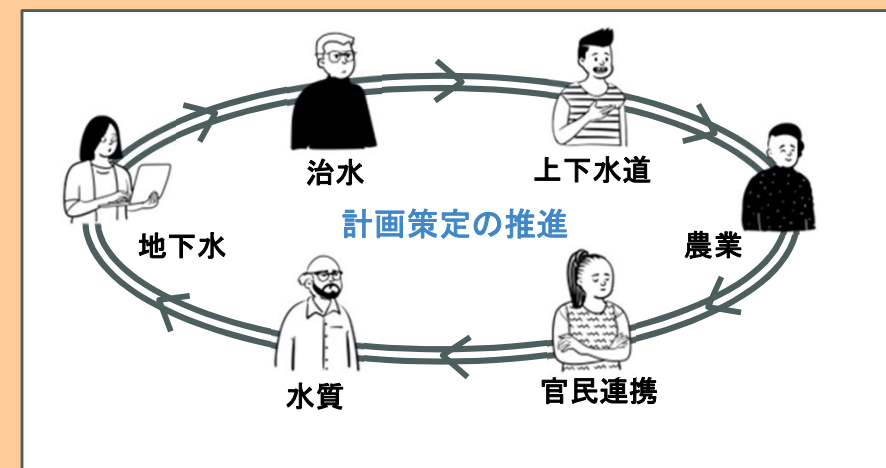 治水
上下水道
計画策定の推進
地下水
農業
水質
官民連携